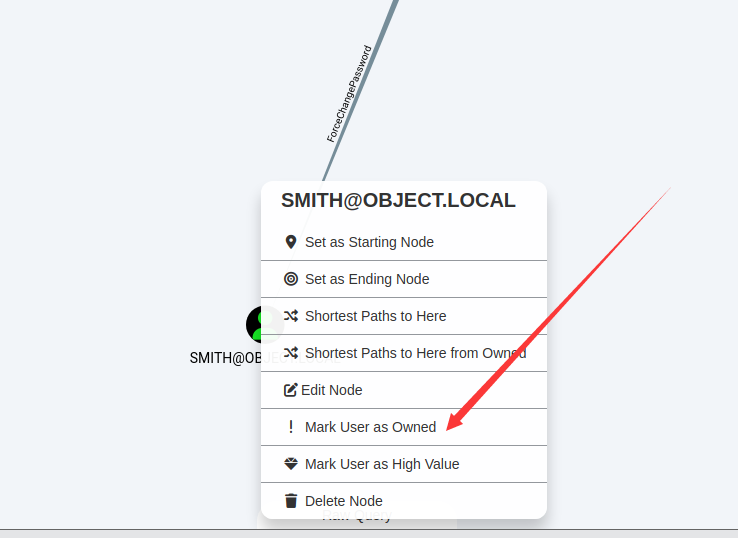 ForceChangePassword
SMITH@OBJECT.LOCAL
Set as Starting Node
Set as Ending Node
SMITH@OB
Shortest Paths to Here
Shortest Paths to Here from Owned
Edit Node
Mark User as Owned
Mark User as High Value
Delete Node
Raw Query